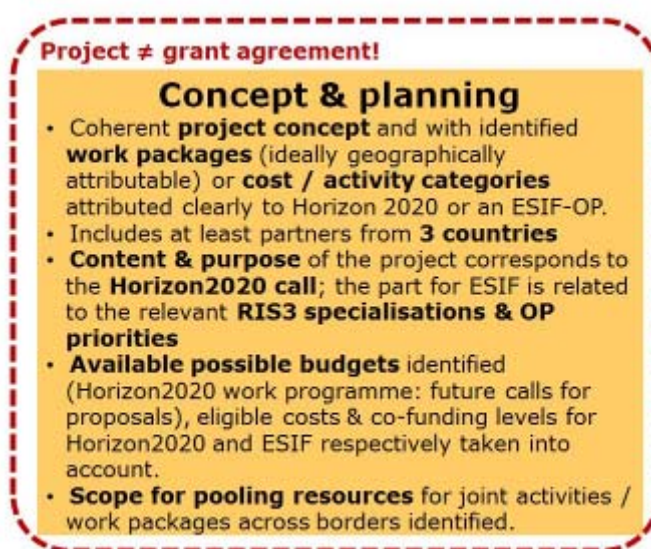 Project ≠ grant agreement!
Concept & planning
• Coherent project concept and with identified
work packages (ideally geographically
attributable) or cost / activity categories
attributed clearly to Horizon 2020 or an ESIF-OP.
• Includes at least partners from 3 countries
• Content & purpose of the project corresponds to
the Horizon2020 call; the part for ESIF is related
to the relevant RIS3 specialisations & OP
priorities
• Available possible budgets identified
(Horizon2020 work programme: future calls for
proposals), eligible costs & co-funding levels for
Horizon2020 and ESIF respectively taken into
account.
• Scope for pooling resources for joint activities /
work packages across borders identified.